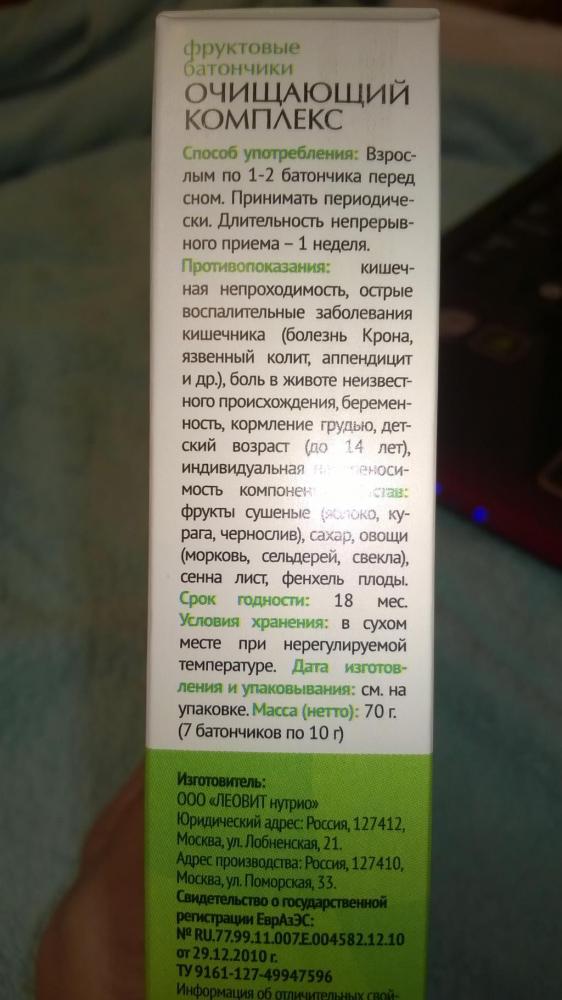 фруктовые
батончики
ОЧИЩАЮЩИЙ
КОМПЛЕКС
Способ употребления: Взрос-
лым по 1-2 батончика перед
сном. Принимать периодиче-
ски. Длительность непрерыв-
ного приема – 1 неделя.
Противопоказания: кишеч-
ная непроходимость, острые
воспалительные заболевания
кишечника (болезнь Крона,
язвенный колит, аппендицит
и др.), боль в животе неизвест-
ного происхождения, беремен-
ность, кормление грудью, дет-
ский возраст (до 14 лет),
индивидуальная
мость
фрукты сушеные (яблоко, ку-
рага, чернослив), сахар, овощи
(морковь, сельдерей, свекла),
сенна лист, фенхель плоды.
Срок годности: 18 мес.
Условия хранения: в сухом
месте при нерегулируемой
температуре. Дата изготов-
ления и упаковывания: см. на
упаковке. Масса (нетто): 70 г.
(7 батончиков по 10 г)
Изготовитель:
ООО «ЛЕОВИТ нутрио»
Юридический адрес: Россия, 127412,
Москва, ул. Лобненская, 21.
Адрес производства: Россия, 127410,
Москва, ул. Поморская, 33.
Свидетельство о государственной
регистрации ЕврАзЭС:
№ RU.77.99.11.007.Е.004582.12.10
от 29.12.2010 г.
ТУ 9161-127-49947596
Информация об отличительных свой-